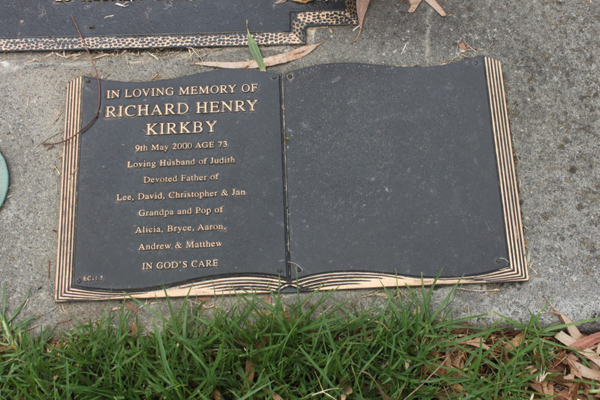 IN LOVING MEMORY OF
RICHARD HENRY
KIRKBY
9th May 2000 AGE 73
Loving Husband of Judith
Devoted Father of
Lee, David, Christopher & Jan
Grandpa and Pop of
Alicia, Bryce, Aaron,
Andrew & Matthew
IN GOD'S CARE